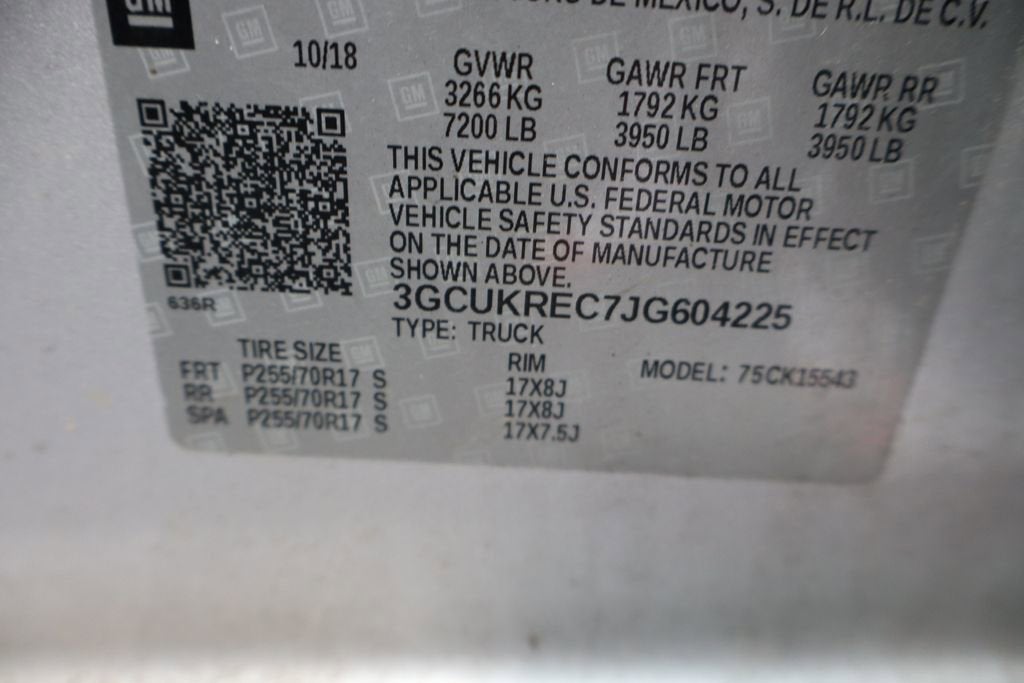 GM
DE MEXICO, S. DE R.L. DE C.V.
10/18
GVWR GAWR FRT GAWR RR
3266 KG 1792 KG 1792 KG
7200 LB 3950 LB 3950 LB
THIS VEHICLE CONFORMS TO ALL
APPLICABLE U.S. FEDERAL MOTOR
VEHICLE SAFETY STANDARDS IN EFFECT
ON THE DATE OF MANUFACTURE
SHOWN ABOVE.
636R
3GCUKREC7JG604225
TYPE: TRUCK
TIRE SIZE RIM MODEL: 75CK15543
FRT P255/70R17 S 17X8J
RR P255/70R17 S 17X8J
SPA P255/70R17 S 17X7.5J